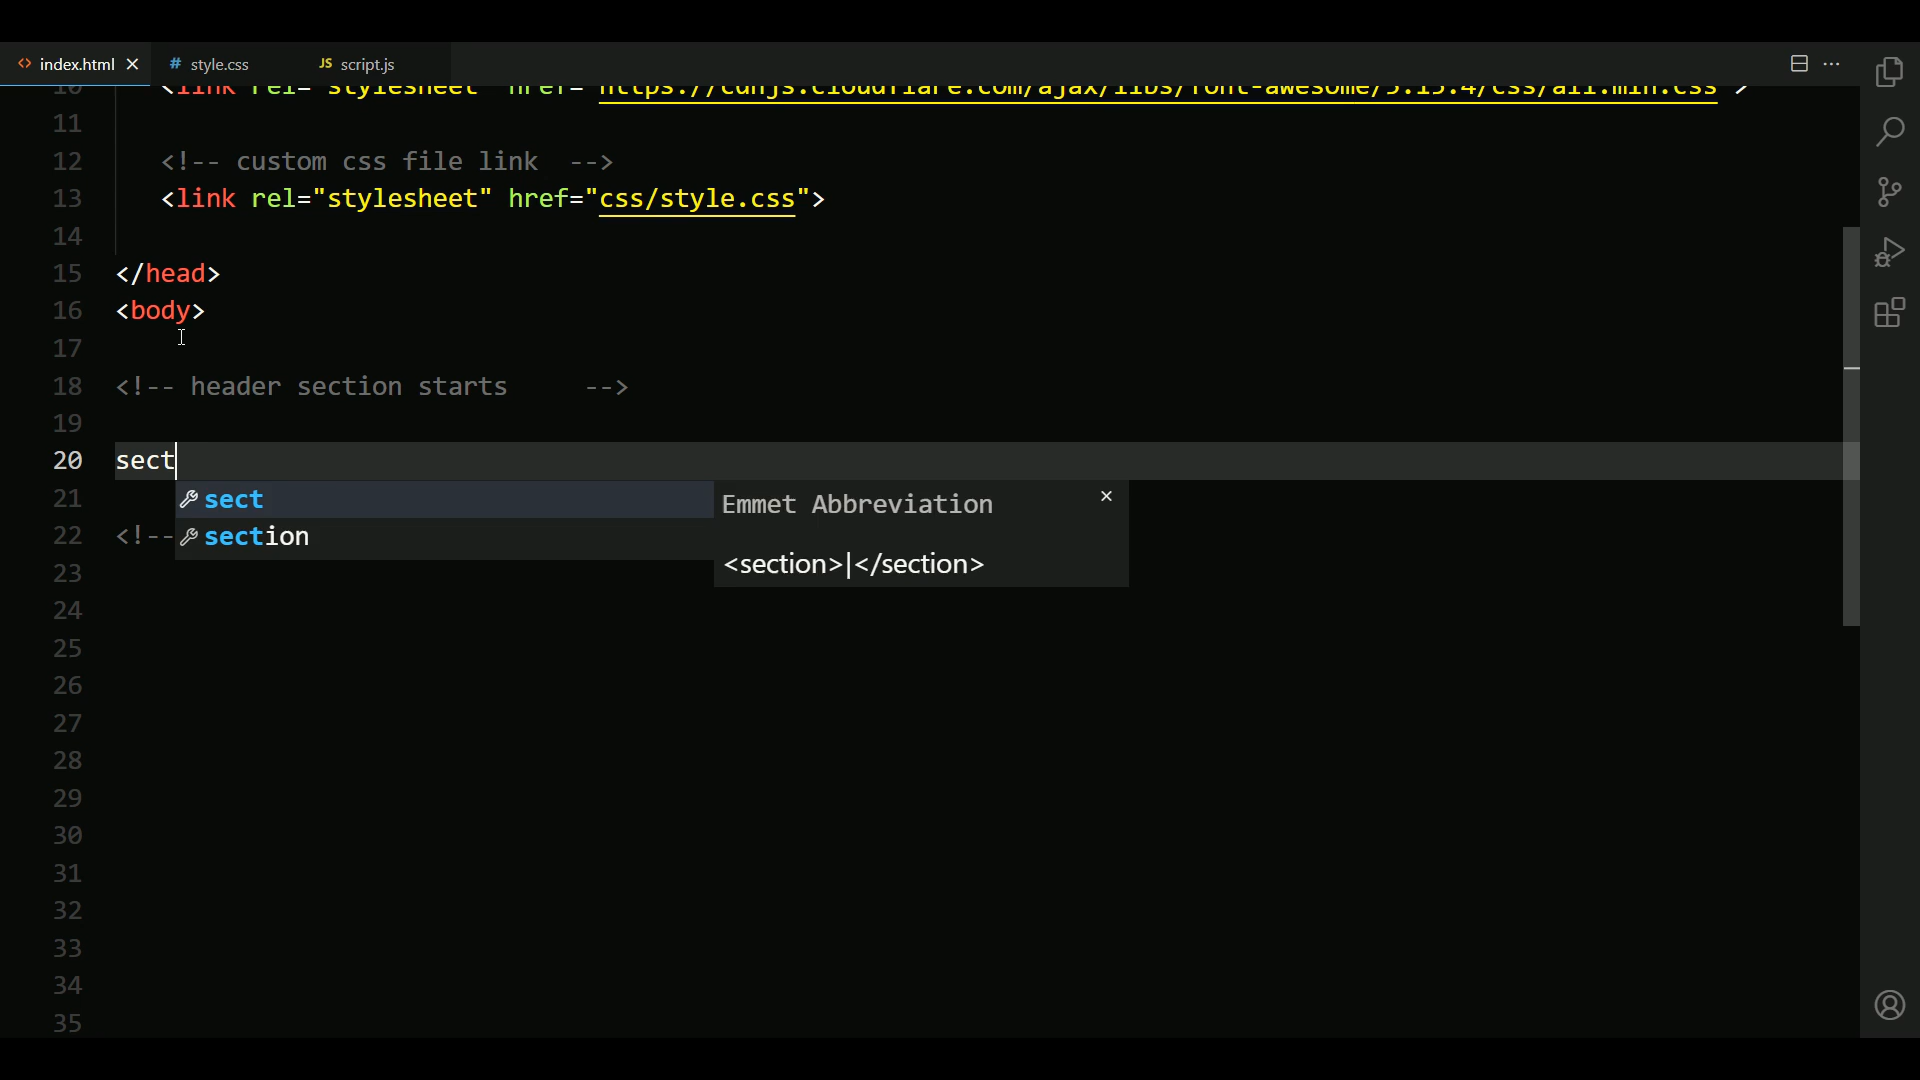 index.html
style.css
JS script.js
10 <link rel="stylesheet" href="https://cdnjs.cloudflare.com/ajax/libs/font-awesome/5.15.4/css/all.min.css">
11
12 <!-- custom css file link -->
13 <link rel="stylesheet" href="css/style.css">
14
15 </head>
16 <body>
17
18 <!-- header section starts -->
19
20 sect
21 sect Emmet Abbreviation
22 <!-- section
<section>|</section>
23
24
25
26
27
28
29
30
31
32
33
34
35